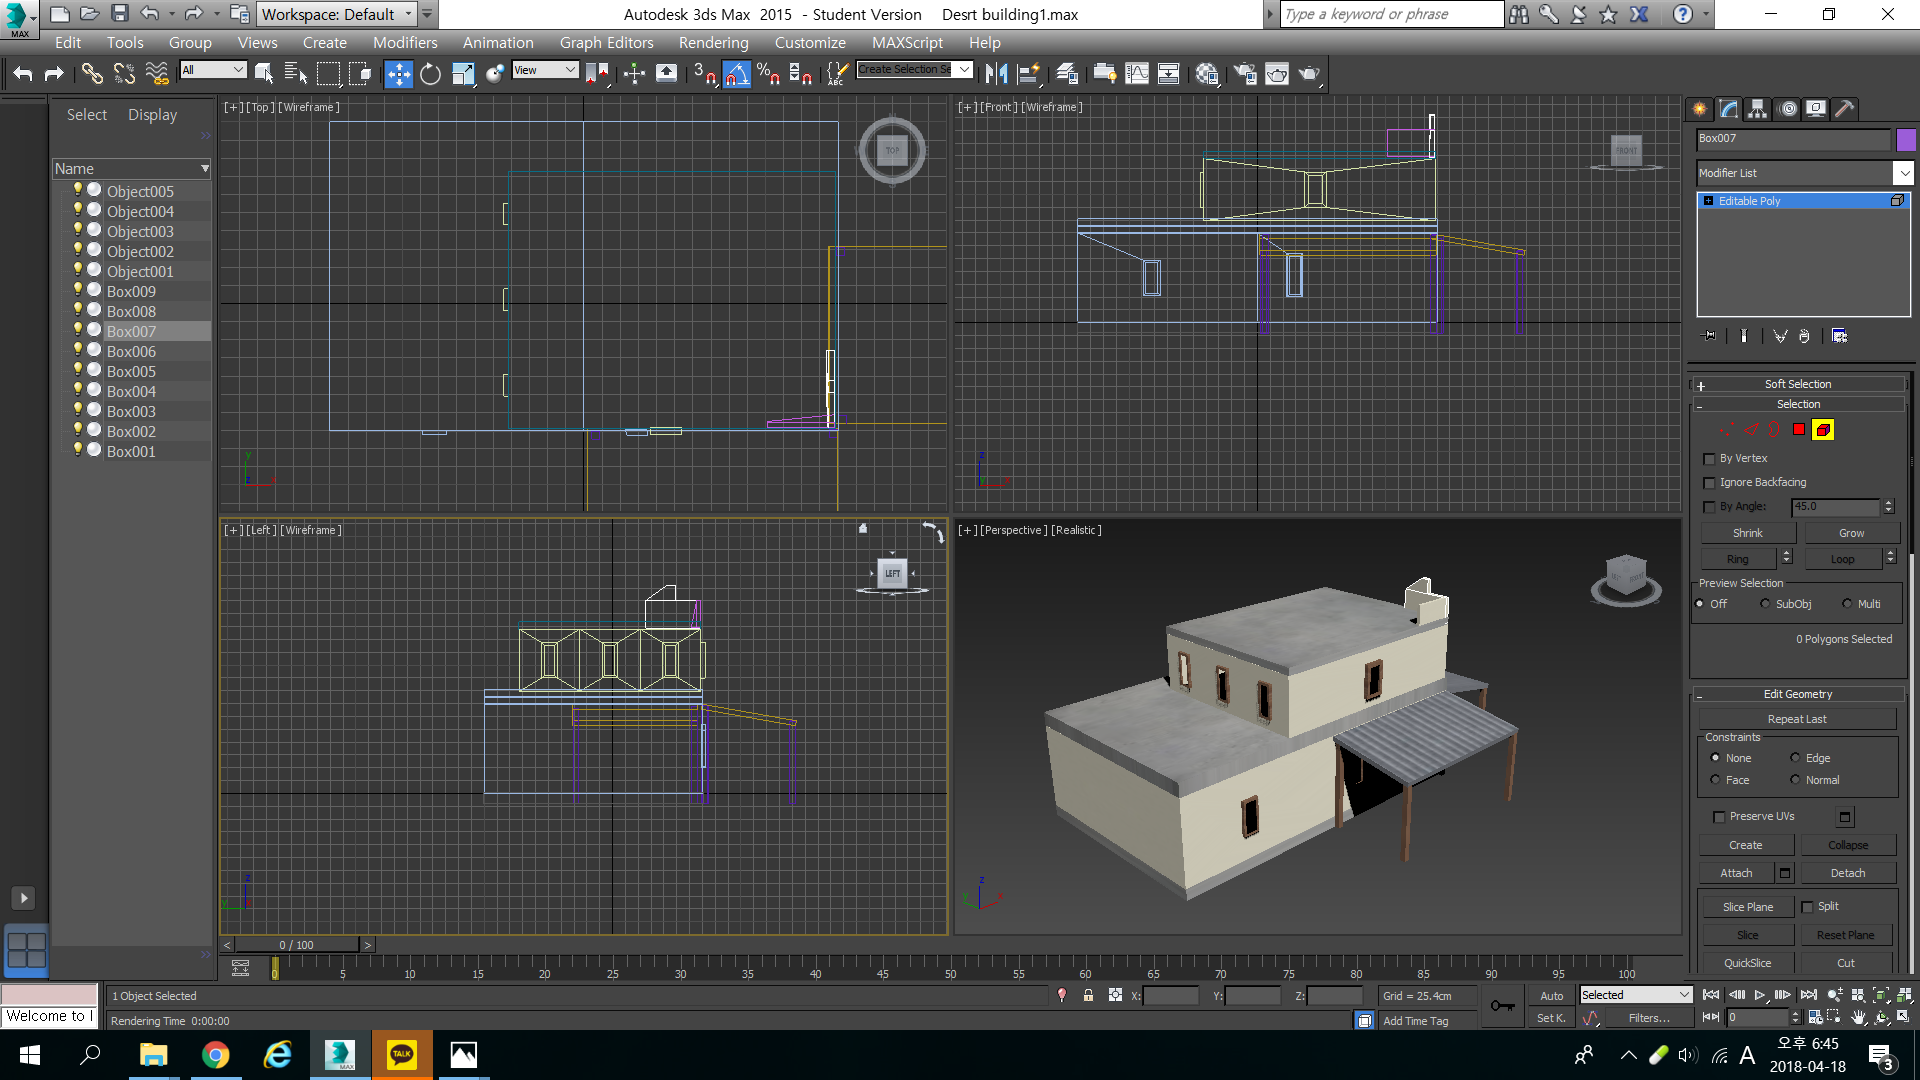 MAX
Workspace: Default
Autodesk 3ds Max 2015 - Student Version Desrt building1.max
Type a keyword or phrase
Edit Tools Group Views Create Modifiers Animation Graph Editors Rendering Customize MAXScript Help
All
View
3
%
ABC
Create Selection Se
Select Display
Name
Object005
Object004
Object003
Object002
Object001
Box009
Box008
Box007
Box006
Box005
Box004
Box003
Box002
Box001
[+] [Top] [Wireframe]
TOP
y
z
x
[+] [Front] [Wireframe]
FRONT
z
y
x
[+] [Left] [Wireframe]
LEFT
z
y
[+] [Perspective] [Realistic]
z
y
x
Box007
Modifier List
Editable Poly
Soft Selection
Selection
By Vertex
Ignore Backfacing
By Angle: 45.0
Shrink Grow
Ring Loop
Preview Selection
Off SubObj Multi
0 Polygons Selected
Edit Geometry
Repeat Last
Constraints
None Edge
Face Normal
Preserve UVs
Create Collapse
Attach Detach
Slice Plane Split
Slice Reset Plane
QuickSlice Cut
< 0 / 100 >
0 5 10 15 20 25 30 35 40 45 50 55 60 65 70 75 80 85 90 95 100
1 Object Selected
X: Y: Z: Grid = 25.4cm
Auto Selected
Welcome to I
Rendering Time 0:00:00
Add Time Tag
Set K. Filters... 0
MAX
TALK
A
오후 6:45
2018-04-18
3